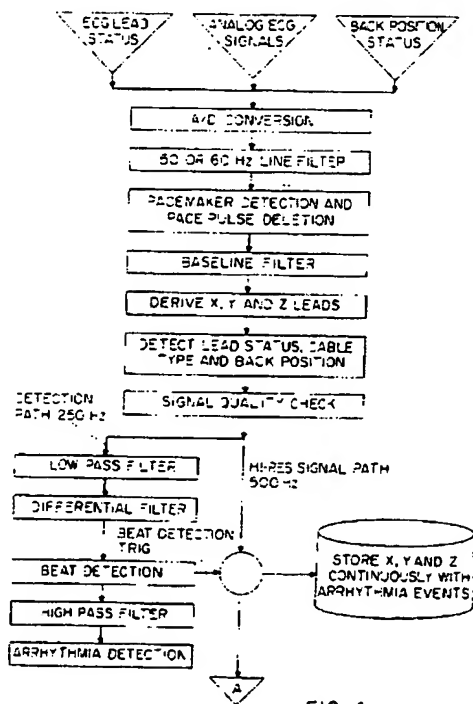 ECG LEAD
STATUS
ANALOG ECG
SIGNALS
BACK POSITION
STATUS
A/D CONVERSION
50 OR 60 Hz LINE FILTER
PACEMAKER DETECTION AND
PACE PULSE DELETION
BASELINE FILTER
DERIVE X, Y AND Z LEADS
DETECT LEAD STATUS, CABLE
TYPE AND BACK POSITION
SIGNAL QUALITY CHECK
DETECTION
PATH 250 Hz
LOW PASS FILTER
HI-RES SIGNAL PATH
500 Hz
DIFFERENTIAL FILTER
BEAT DETECTION
TRIG
BEAT DETECTION
STORE X, Y AND Z
CONTINUOUSLY WITH
ARRHYTHMIA EVENTS
HIGH PASS FILTER
ARRHYTHMIA DETECTION
A